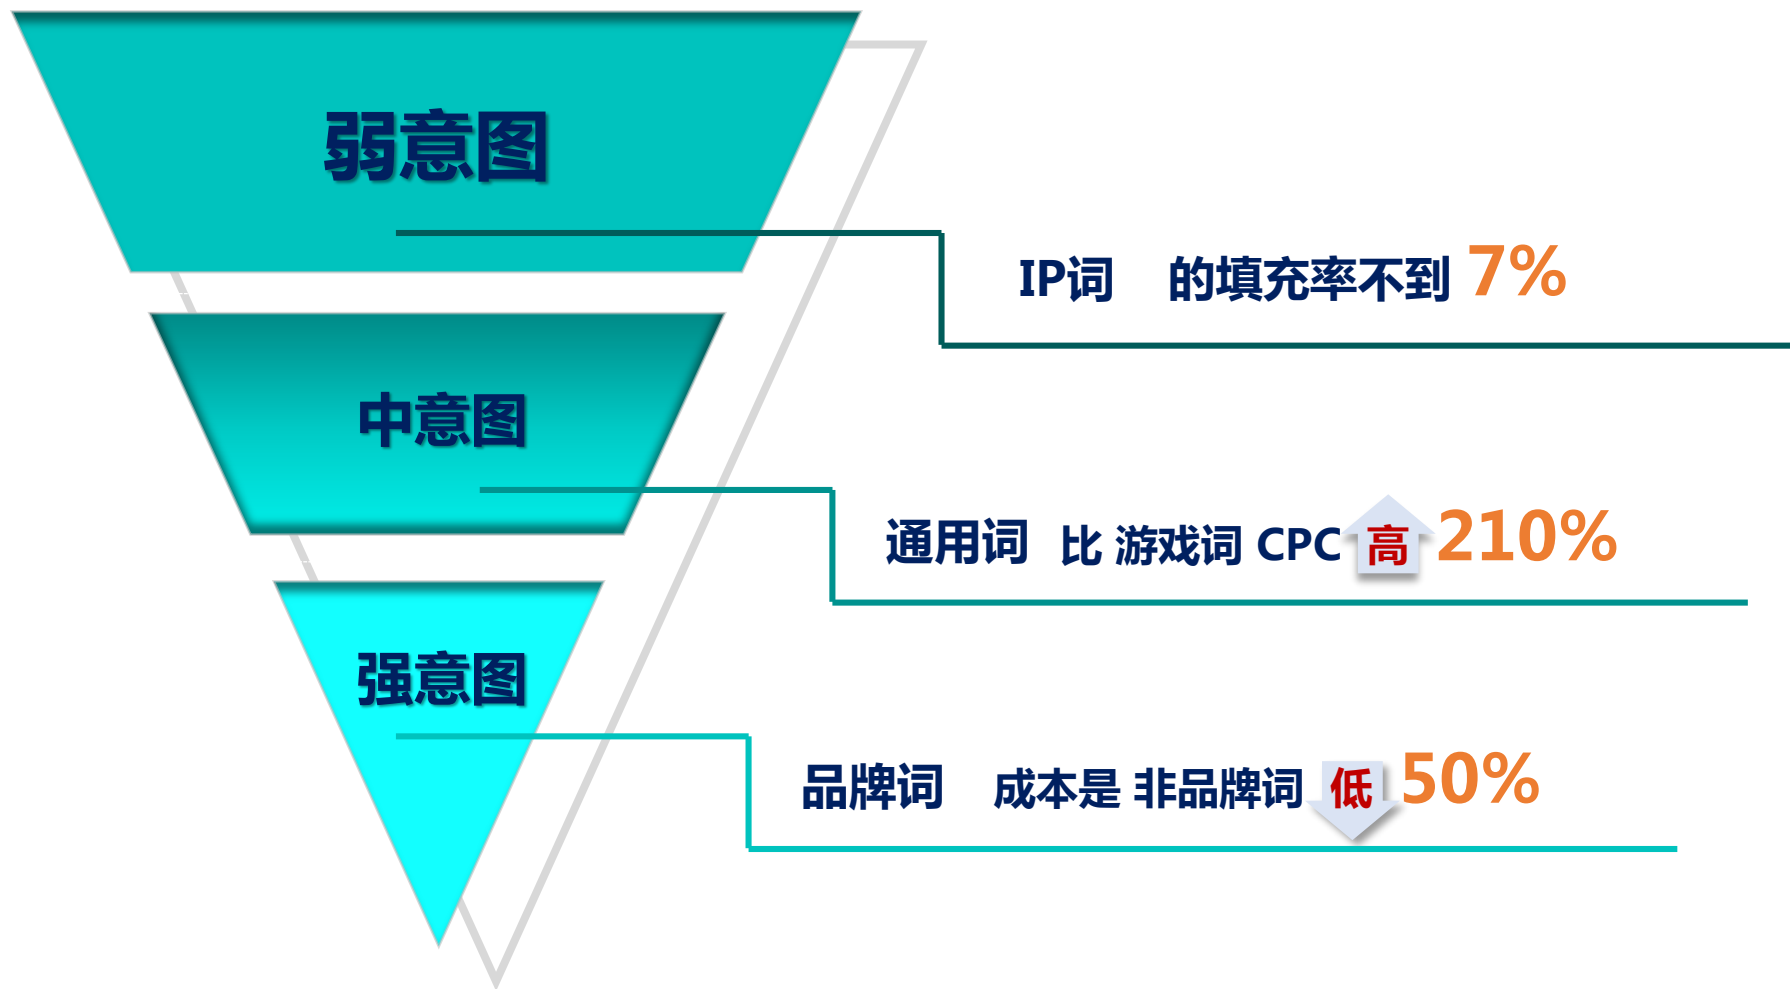 弱意图
IP词 的填充率不到 7%
中意图
通用词 比 游戏词 CPC 高 210%
强意图
品牌词 成本是 非品牌词 低 50%